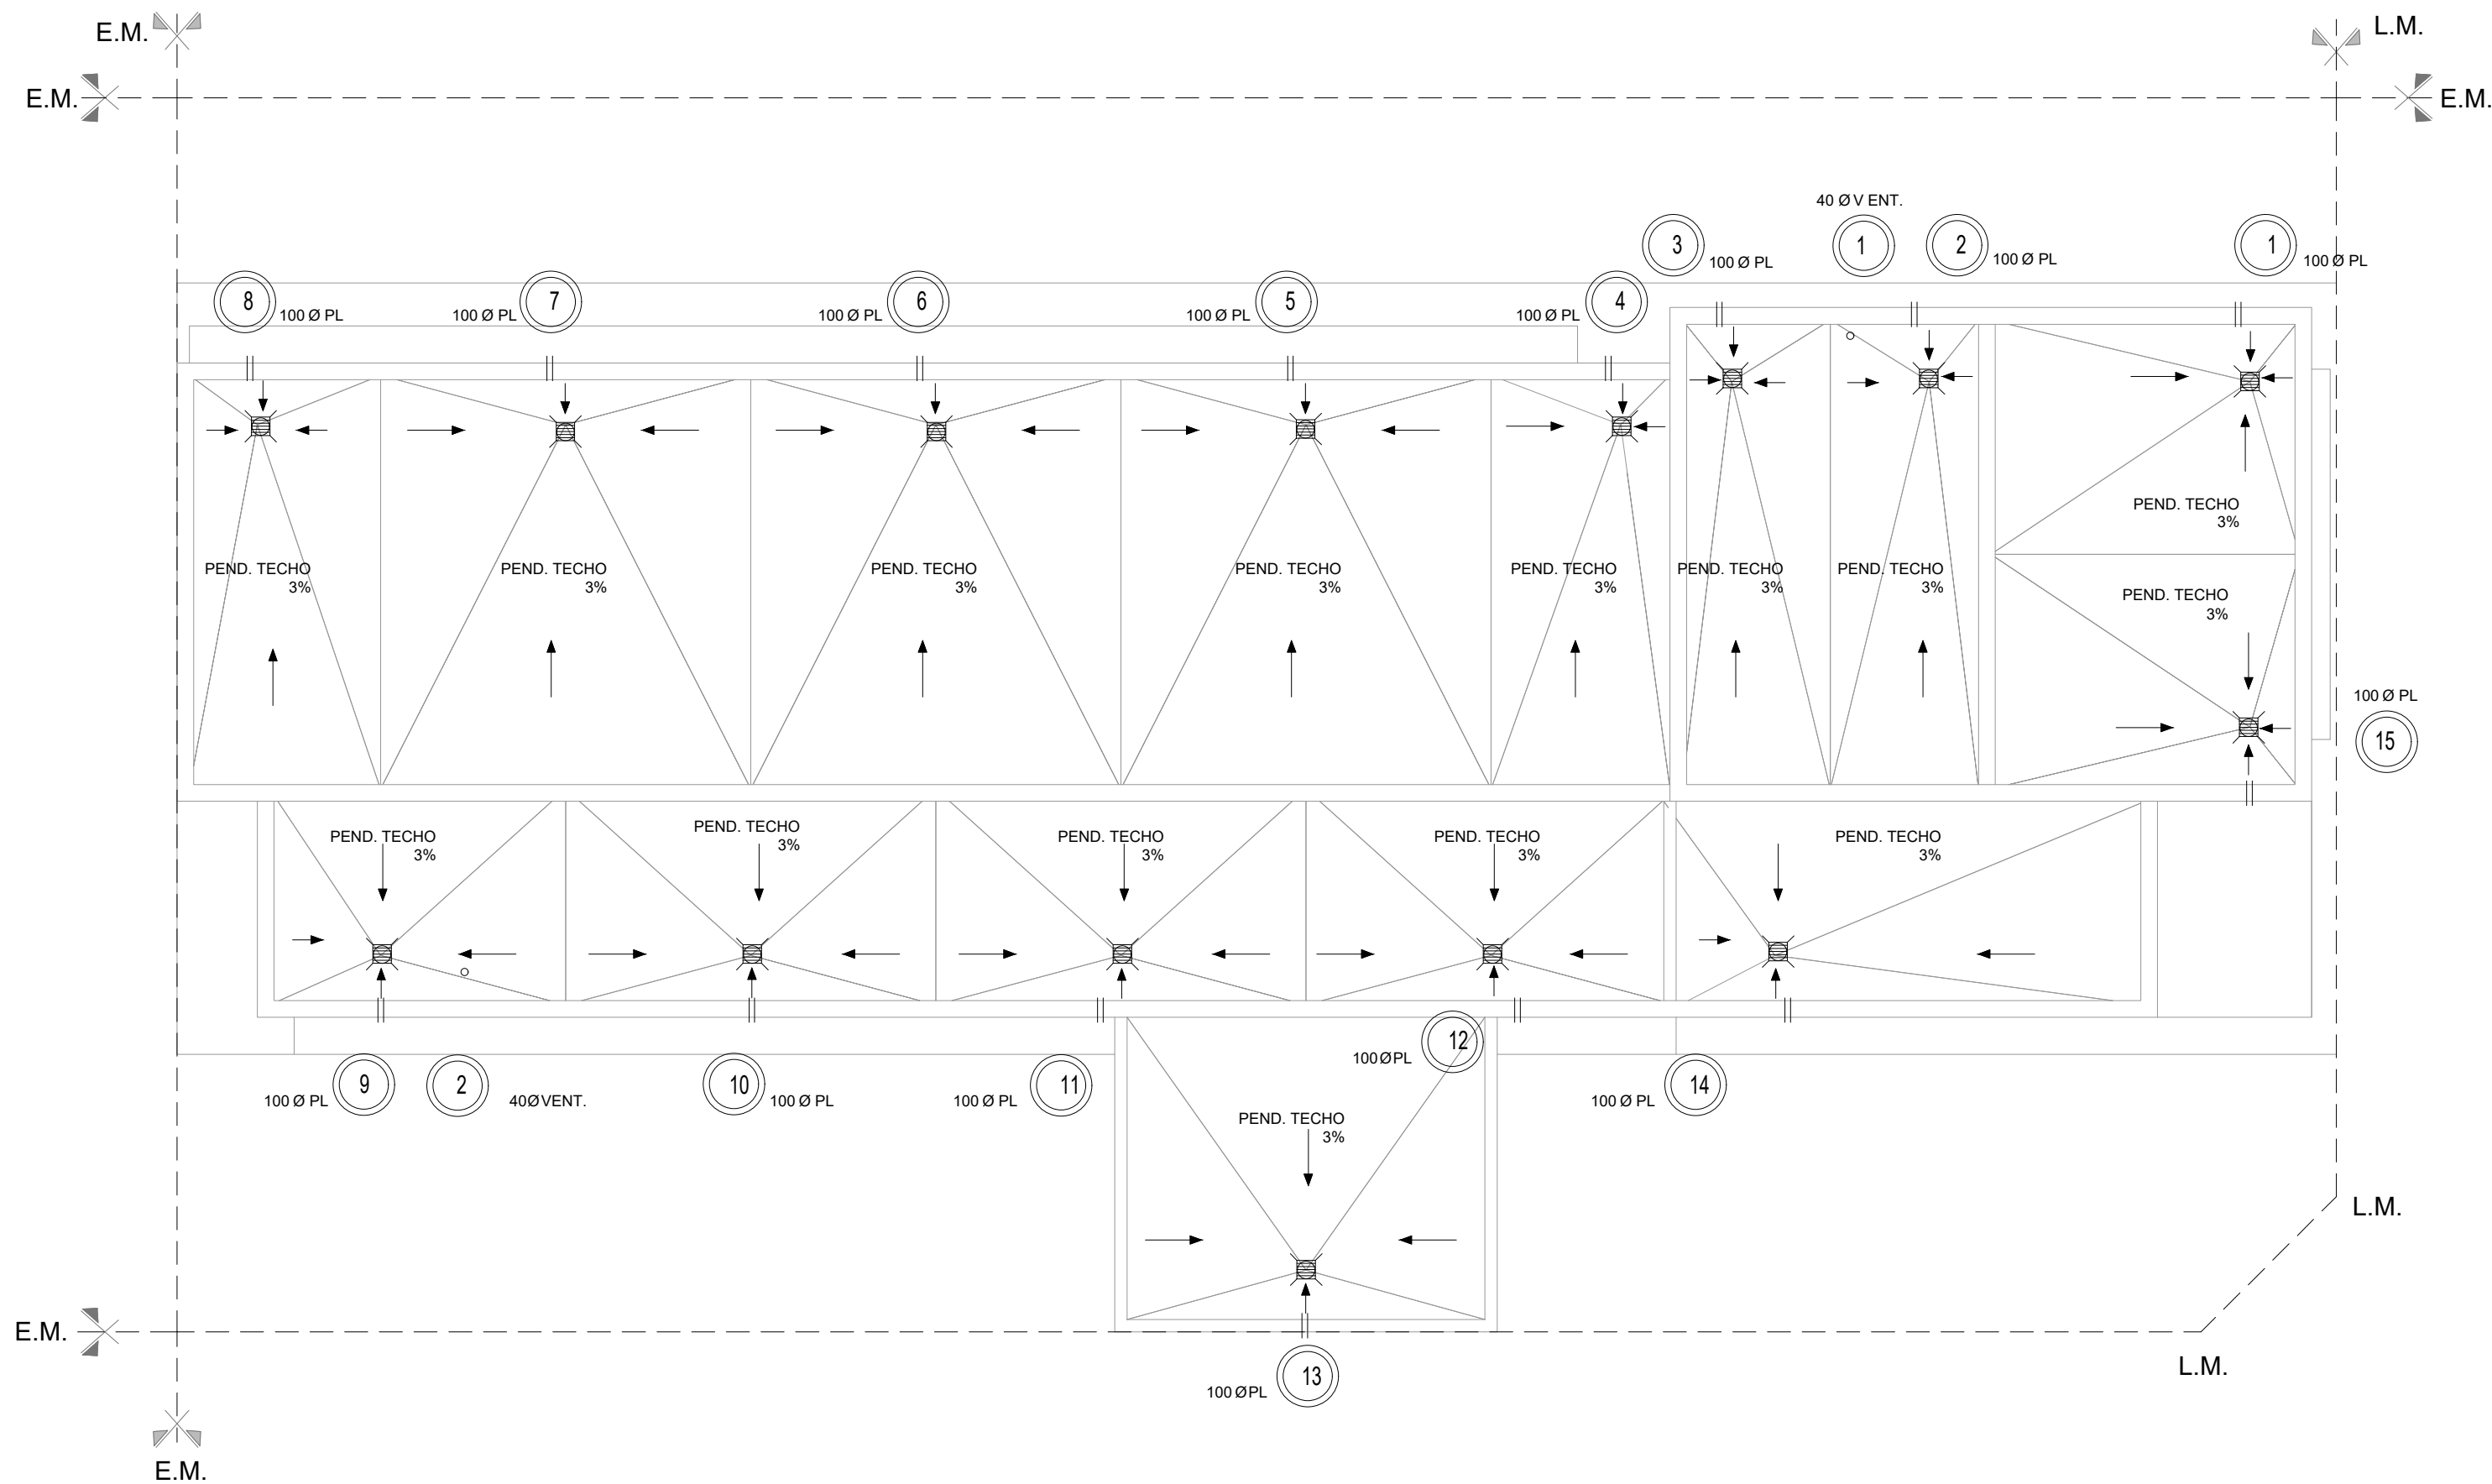 E.M.
L.M.
E.M.
E.M.
40 Ø V ENT.
3
100 Ø PL
1
2
100 Ø PL
1
100 Ø PL
8
100 Ø PL
100 Ø PL
7
100 Ø PL
6
100 Ø PL
5
100 Ø PL
4
PEND. TECHO
3%
PEND. TECHO
3%
PEND. TECHO
3%
PEND. TECHO
3%
PEND. TECHO
3%
PEND. TECHO
3%
PEND. TECHO
3%
PEND. TECHO
3%
PEND. TECHO
3%
100 Ø PL
15
PEND. TECHO
3%
PEND. TECHO
3%
PEND. TECHO
3%
PEND. TECHO
3%
PEND. TECHO
3%
100 Ø PL
9
2
40ØVENT.
10
100 Ø PL
100 Ø PL
11
100ØPL
12
100 Ø PL
14
PEND. TECHO
3%
L.M.
E.M.
L.M.
100 ØPL
13
E.M.